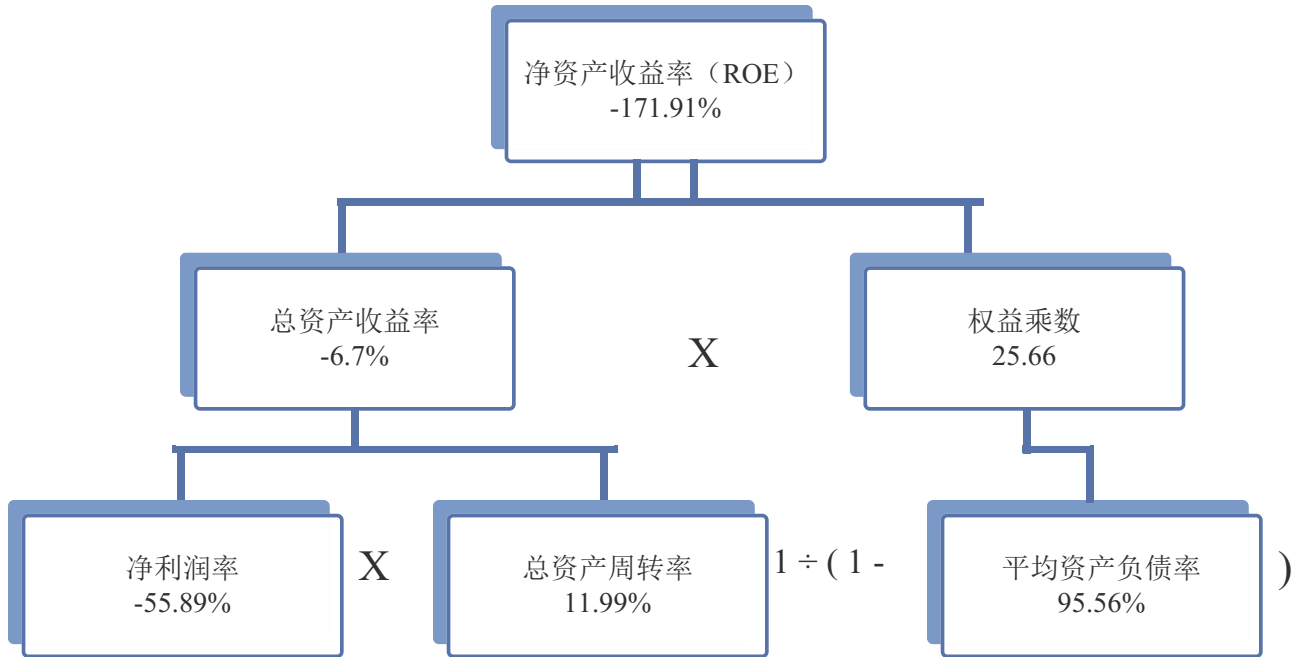 净资产收益率（ROE）
-171.91%
总资产收益率
-6.7%
X
权益乘数
25.66
净利润率
-55.89%
X
总资产周转率
11.99%
1 ÷ ( 1 -
平均资产负债率
95.56%
)